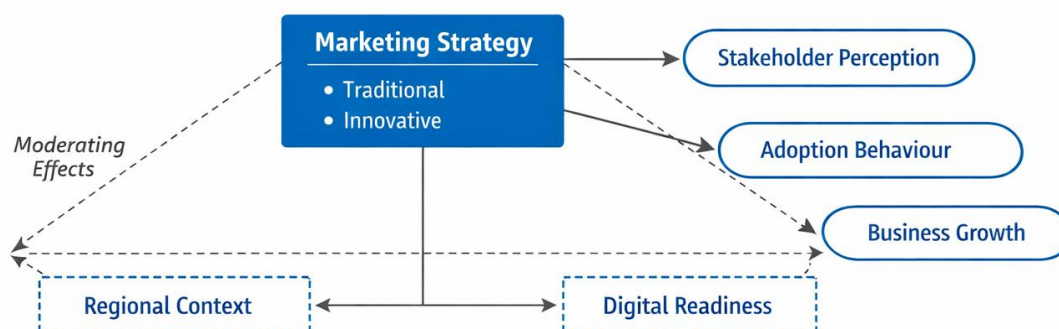 Marketing Strategy
• Traditional
• Innovative
Stakeholder Perception
Adoption Behaviour
Business Growth
Moderating
Effects
Regional Context
Digital Readiness